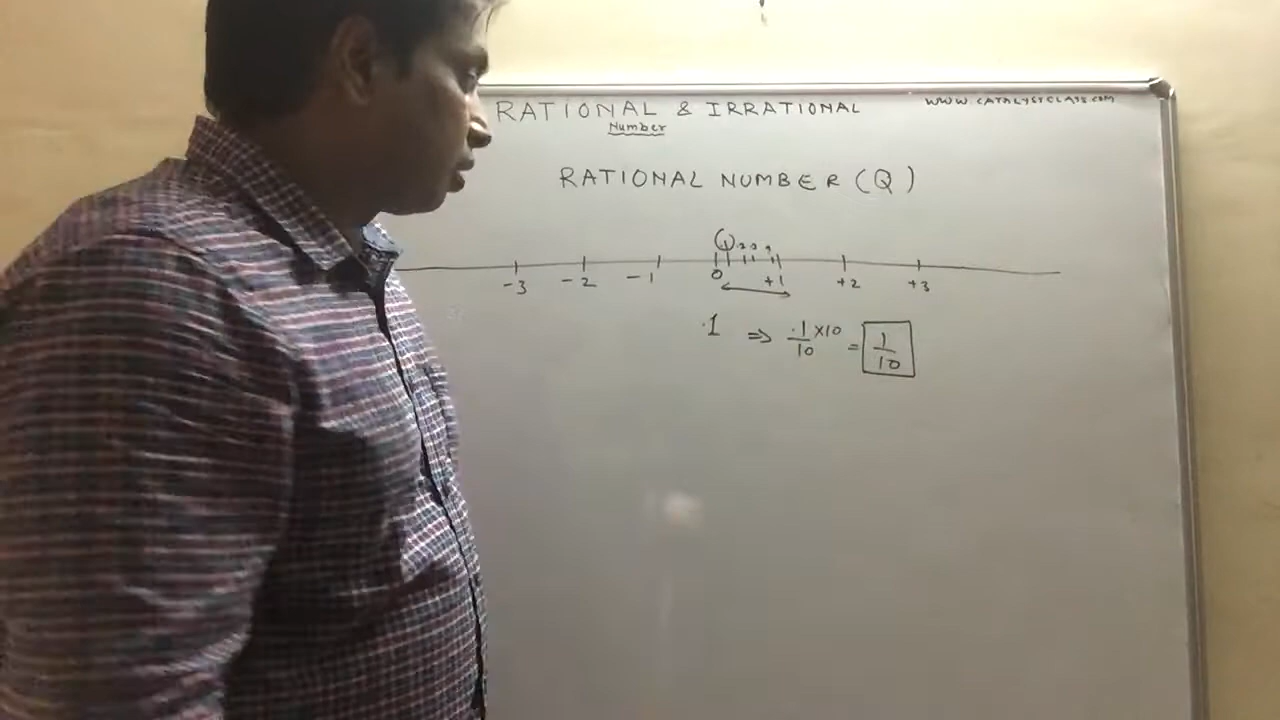 RATIONAL & IRRATIONAL
Number
WWW.CATALYSTCLASS.COM
RATIONAL NUMBER (Q)
-3 -2 -1 0 +1 +2 +3
.1 ⇒ .1/10 ×10 = 1/10